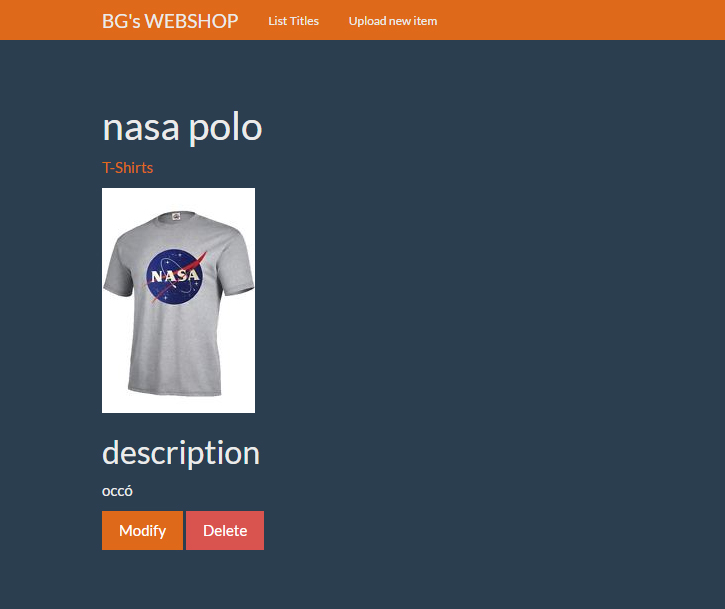 BG's WEBSHOP List Titles Upload new item
nasa polo
T-Shirts
NASA
description
occó
Modify Delete